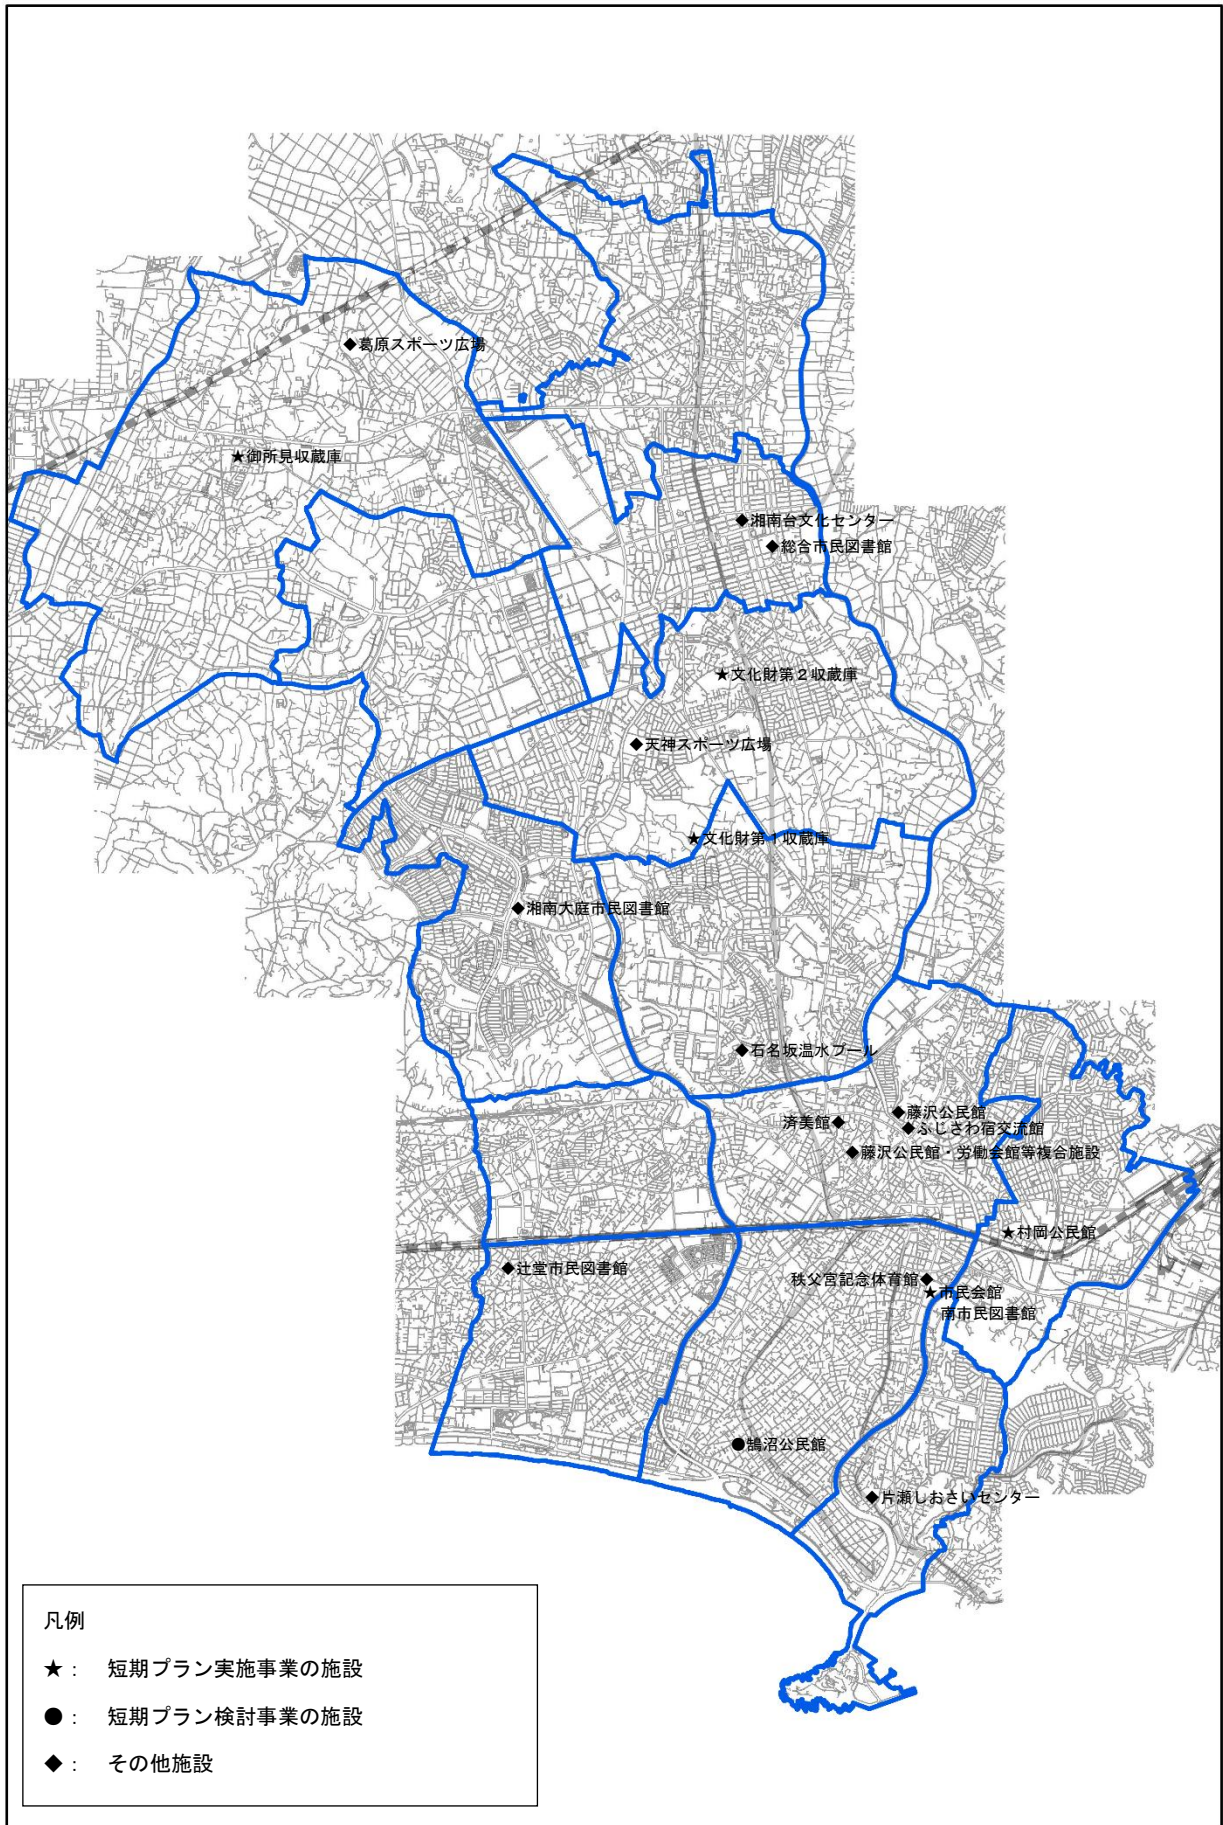 ◆葛原スポーツ広場
★御所見収蔵庫
◆湘南台文化センター
◆総合市民図書館
★文化財第２収蔵庫
◆天神スポーツ広場
★文化財第１収蔵庫
◆湘南大庭市民図書館
◆石名坂温水プール
◆藤沢公民館
済美館◆
◆ふじさわ宿交流館
◆藤沢公民館・労働会館等複合施設
★村岡公民館
◆辻堂市民図書館
秩父宮記念体育館◆
★市民会館
南市民図書館
●鵠沼公民館
◆片瀬しおさいセンター
凡例
★： 短期プラン実施事業の施設
●： 短期プラン検討事業の施設
◆： その他施設